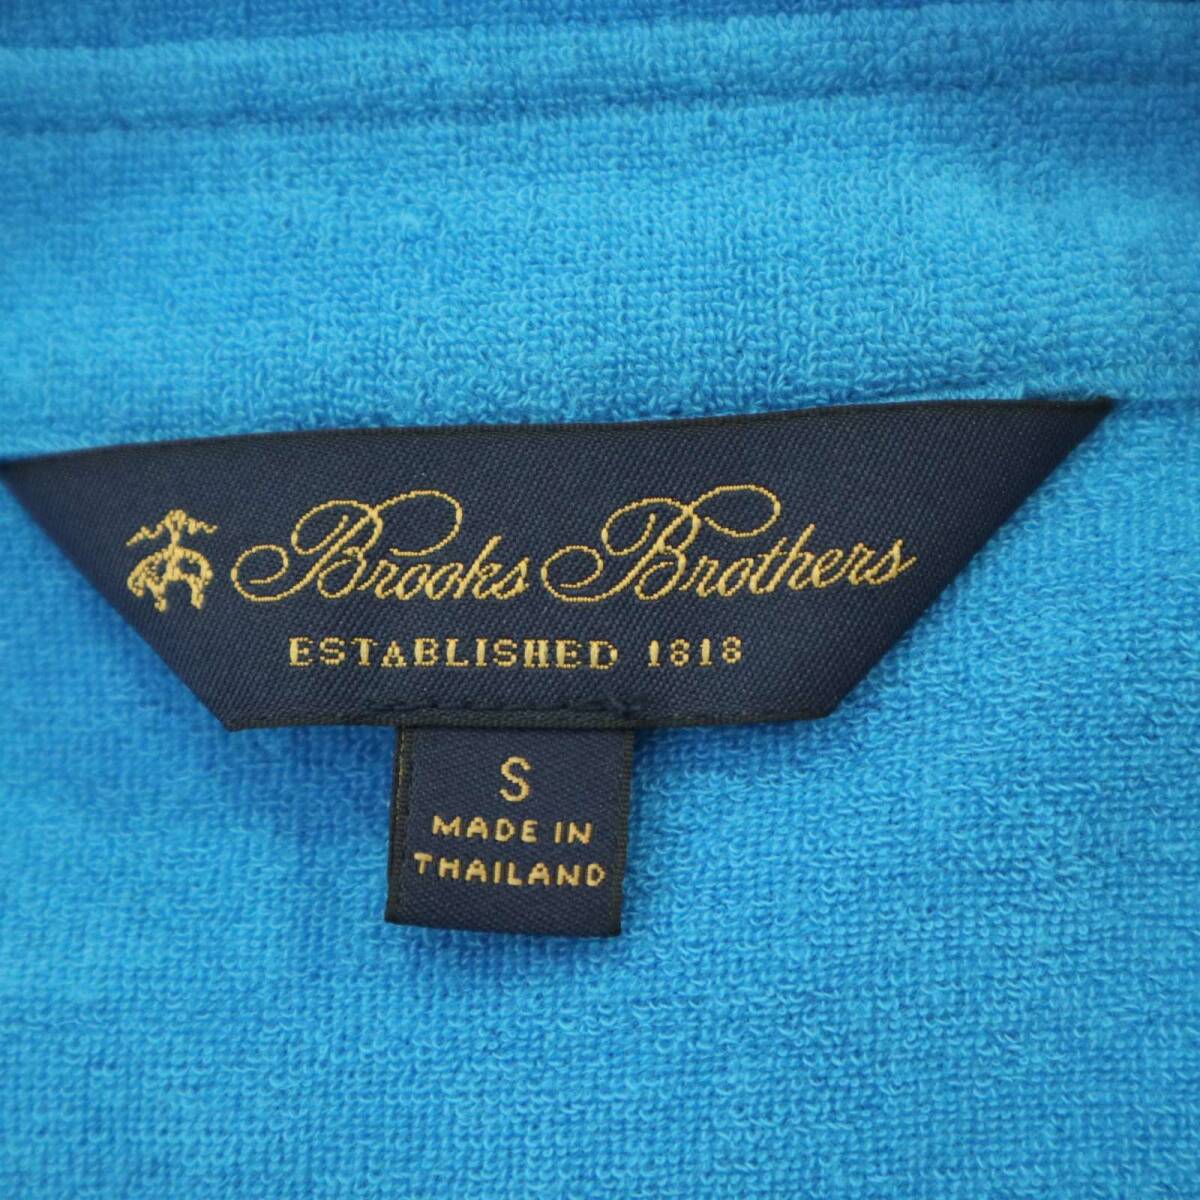 Brooks Brothers
ESTABLISHED 1818
S
MADE IN
THAILAND